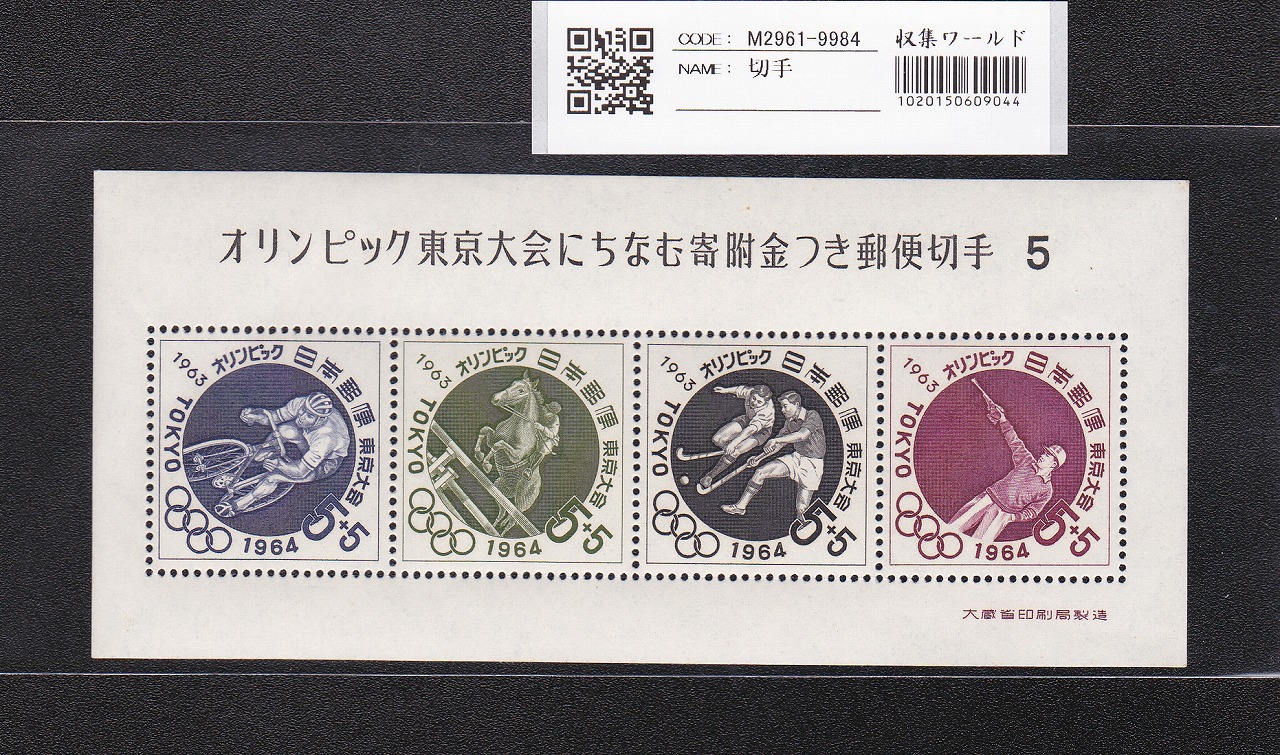 CODE: M2961-9984
NAME: 切手
収集ワールド
1020150609044
オリンピック東京大会にちなむ寄附金つき郵便切手 5
1963 オリンピック 日本郵便
TOKYO 東京大会
1964 5+5
1963 オリンピック 日本郵便
TOKYO 東京大会
1964 5+5
1963 オリンピック 日本郵便
TOKYO 東京大会
1964 5+5
1963 オリンピック 日本郵便
TOKYO 東京大会
1964 5+5
大蔵省印刷局製造